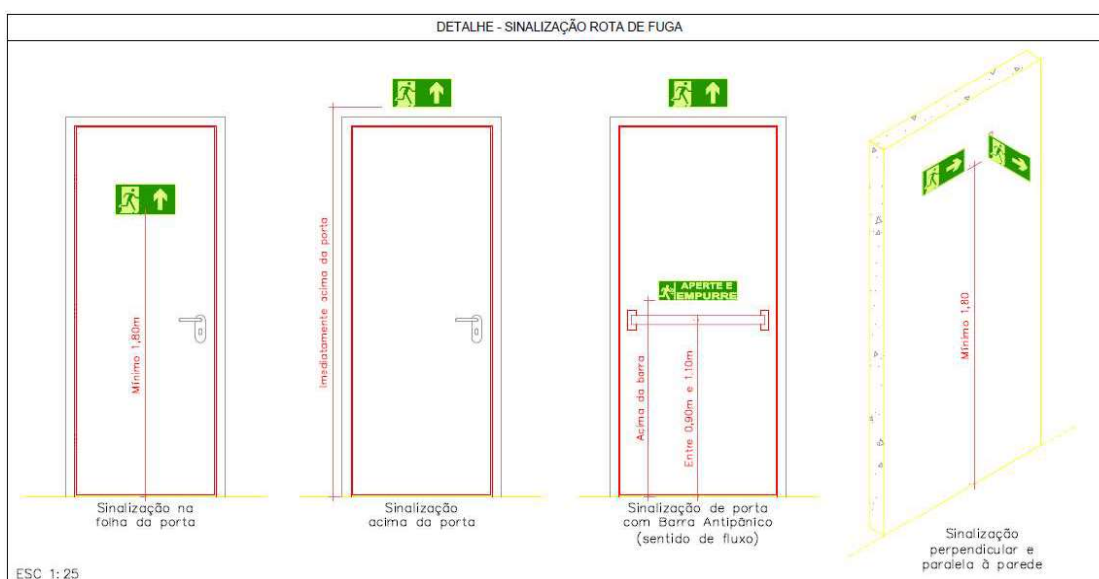 DETALHE - SINALIZAÇÃO ROTA DE FUGA
Mínimo 1,80m
Sinalização na
folha da porta
Imediatamente acima da porta
Sinalização
acima da porta
APERTE E
EMPURRE
Acima da barra
Entre 0,90m e 1.10m
Sinalização de porta
com Barra Antipânico
(sentido de fluxo)
Mínimo 1,80
Sinalização
perpendicular e
paralela à parede
ESC 1:25